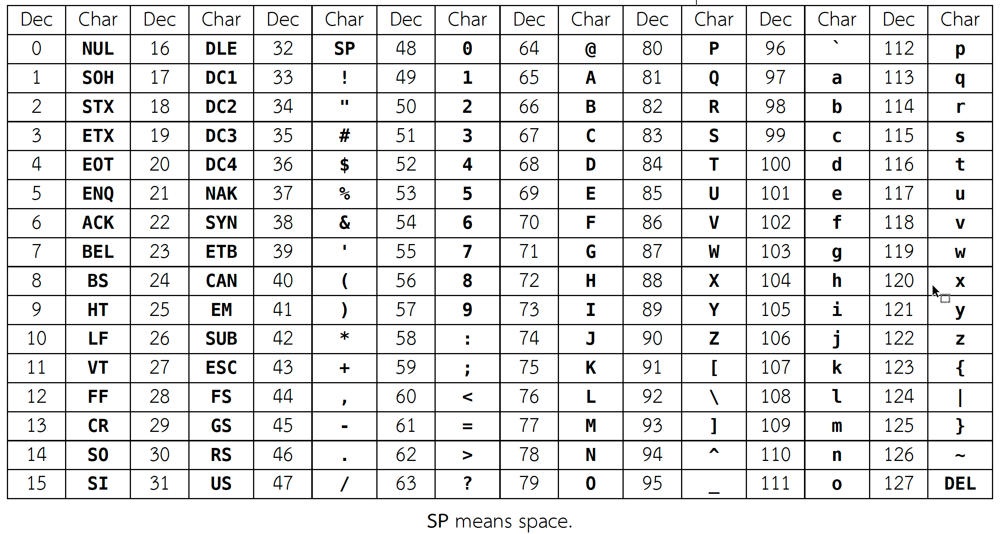 Dec Char Dec Char Dec Char Dec Char Dec Char Dec Char Dec Char Dec Char
0 NUL 16 DLE 32 SP 48 0 64 @ 80 P 96 ` 112 p
1 SOH 17 DC1 33 ! 49 1 65 A 81 Q 97 a 113 q
2 STX 18 DC2 34 " 50 2 66 B 82 R 98 b 114 r
3 ETX 19 DC3 35 # 51 3 67 C 83 S 99 c 115 s
4 EOT 20 DC4 36 $ 52 4 68 D 84 T 100 d 116 t
5 ENQ 21 NAK 37 % 53 5 69 E 85 U 101 e 117 u
6 ACK 22 SYN 38 & 54 6 70 F 86 V 102 f 118 v
7 BEL 23 ETB 39 ' 55 7 71 G 87 W 103 g 119 w
8 BS 24 CAN 40 ( 56 8 72 H 88 X 104 h 120 x
9 HT 25 EM 41 ) 57 9 73 I 89 Y 105 i 121 y
10 LF 26 SUB 42 * 58 : 74 J 90 Z 106 j 122 z
11 VT 27 ESC 43 + 59 ; 75 K 91 [ 107 k 123 {
12 FF 28 FS 44 , 60 < 76 L 92 \ 108 l 124 |
13 CR 29 GS 45 - 61 = 77 M 93 ] 109 m 125 }
14 SO 30 RS 46 . 62 > 78 N 94 ^ 110 n 126 ~
15 SI 31 US 47 / 63 ? 79 O 95 _ 111 o 127 DEL
SP means space.